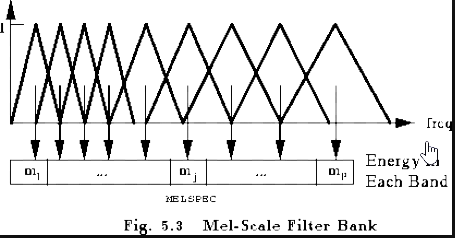 1
freq
m1 ... mj ... mp
Energy in
Each Band
MELSPEC
Fig. 5.3 Mel-Scale Filter Bank